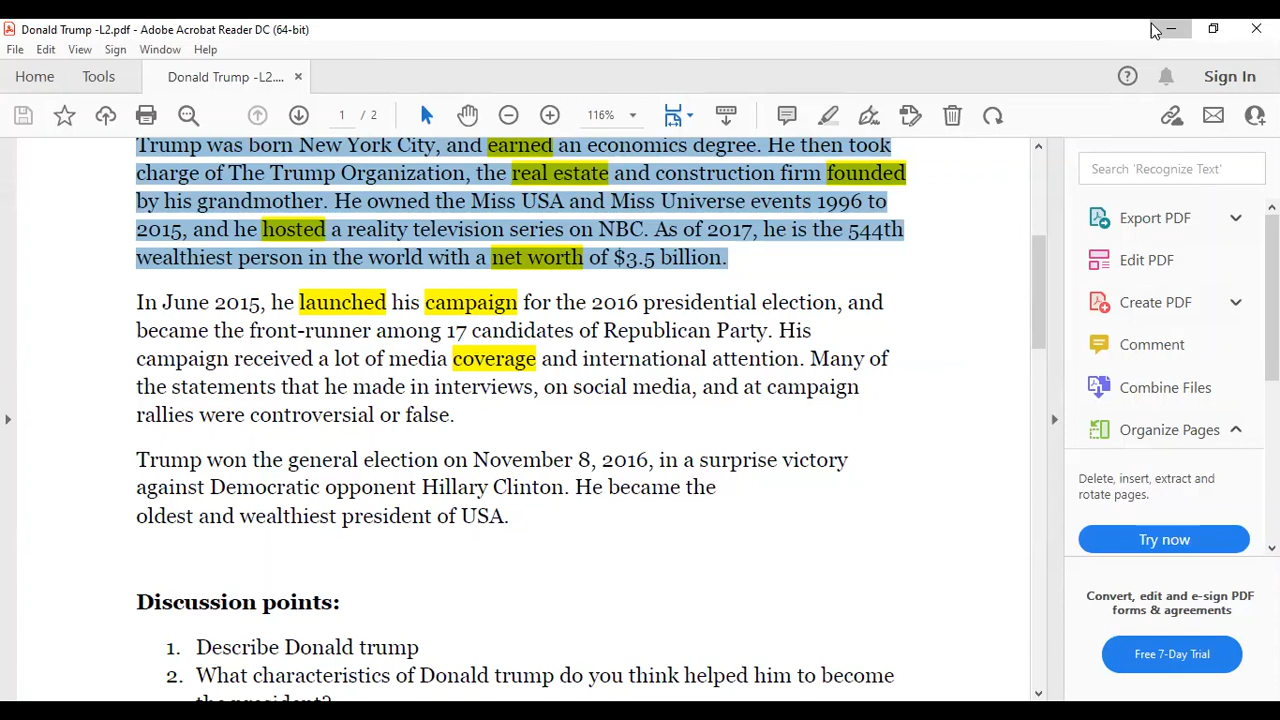 Donald Trump -L2.pdf - Adobe Acrobat Reader DC (64-bit)
File Edit View Sign Window Help
Home Tools Donald Trump -L2.... × Sign In
1 / 2 116%
Trump was born New York City, and earned an economics degree. He then took
charge of The Trump Organization, the real estate and construction firm founded
by his grandmother. He owned the Miss USA and Miss Universe events 1996 to
2015, and he hosted a reality television series on NBC. As of 2017, he is the 544th
wealthiest person in the world with a net worth of $3.5 billion.
In June 2015, he launched his campaign for the 2016 presidential election, and
became the front-runner among 17 candidates of Republican Party. His
campaign received a lot of media coverage and international attention. Many of
the statements that he made in interviews, on social media, and at campaign
rallies were controversial or false.
Trump won the general election on November 8, 2016, in a surprise victory
against Democratic opponent Hillary Clinton. He became the
oldest and wealthiest president of USA.
Discussion points:
1. Describe Donald trump
2. What characteristics of Donald trump do you think helped him to become
the president?
Search 'Recognize Text'
Export PDF
Edit PDF
Create PDF
Comment
Combine Files
Organize Pages
Delete, insert, extract and
rotate pages.
Try now
Convert, edit and e-sign PDF
forms & agreements
Free 7-Day Trial